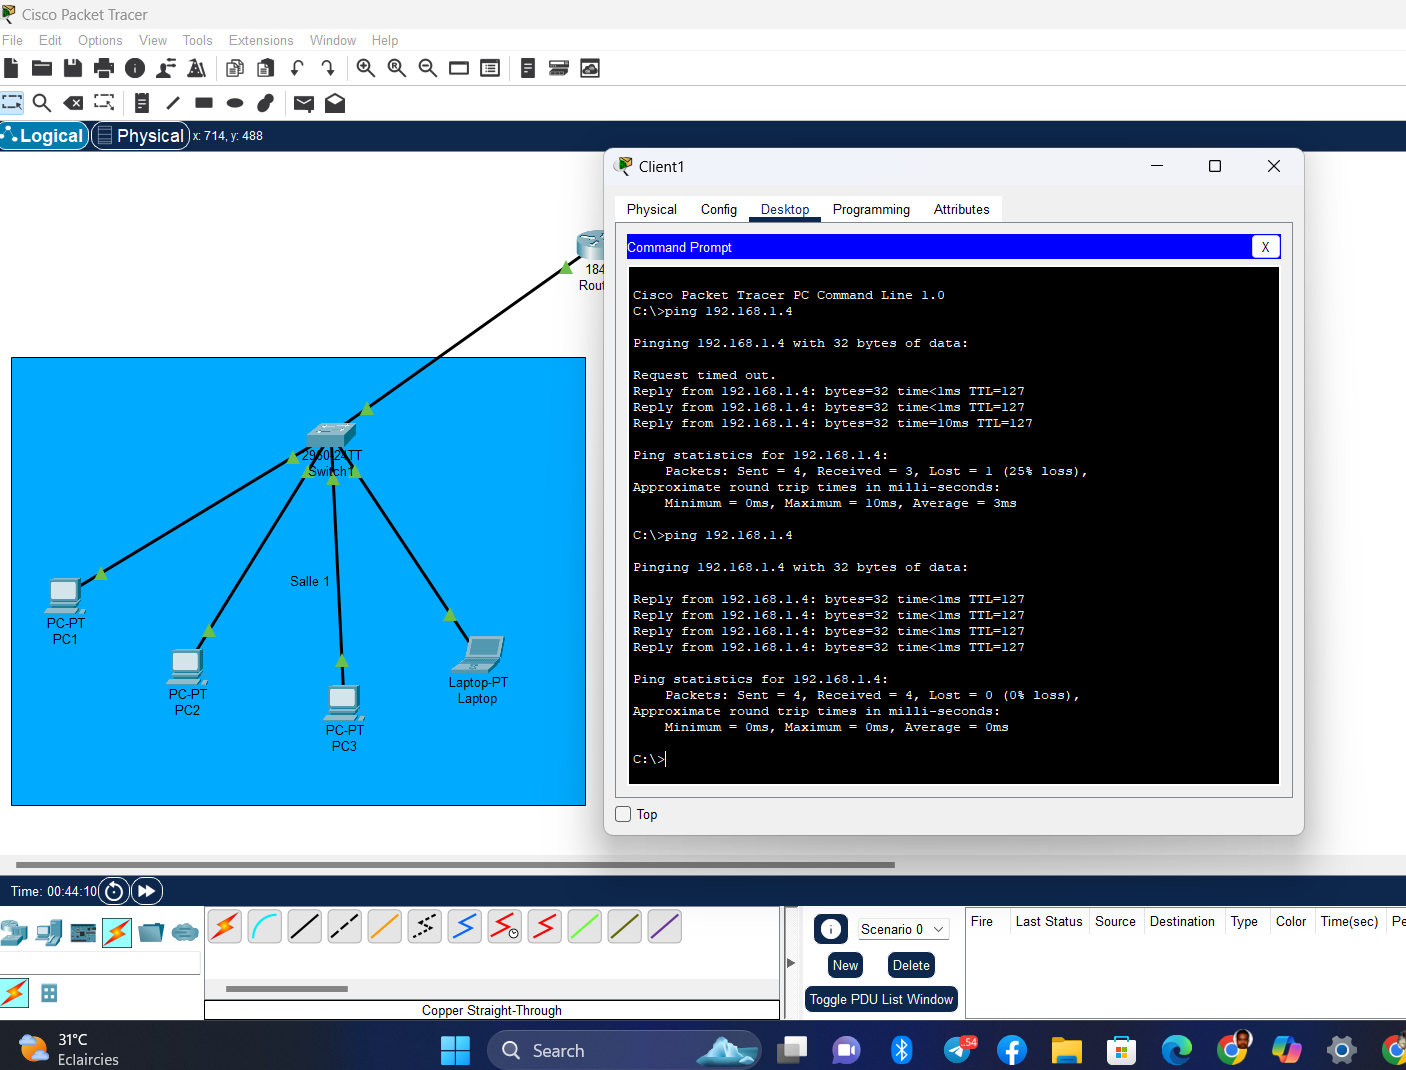 Cisco Packet Tracer
File Edit Options View Tools Extensions Window Help
Logical Physical x: 714, y: 488
184
Rout
2960-24TT
Switch1
Salle 1
PC-PT
PC1
PC-PT
PC2
PC-PT
PC3
Laptop-PT
Laptop
Client1
Physical Config Desktop Programming Attributes
Command Prompt X
Cisco Packet Tracer PC Command Line 1.0
C:\>ping 192.168.1.4
Pinging 192.168.1.4 with 32 bytes of data:
Request timed out.
Reply from 192.168.1.4: bytes=32 time<1ms TTL=127
Reply from 192.168.1.4: bytes=32 time<1ms TTL=127
Reply from 192.168.1.4: bytes=32 time=10ms TTL=127
Ping statistics for 192.168.1.4:
Packets: Sent = 4, Received = 3, Lost = 1 (25% loss),
Approximate round trip times in milli-seconds:
Minimum = 0ms, Maximum = 10ms, Average = 3ms
C:\>ping 192.168.1.4
Pinging 192.168.1.4 with 32 bytes of data:
Reply from 192.168.1.4: bytes=32 time<1ms TTL=127
Reply from 192.168.1.4: bytes=32 time<1ms TTL=127
Reply from 192.168.1.4: bytes=32 time<1ms TTL=127
Reply from 192.168.1.4: bytes=32 time<1ms TTL=127
Ping statistics for 192.168.1.4:
Packets: Sent = 4, Received = 4, Lost = 0 (0% loss),
Approximate round trip times in milli-seconds:
Minimum = 0ms, Maximum = 0ms, Average = 0ms
C:\>
Top
Time: 00:44:10
Copper Straight-Through
Scenario 0
New Delete
Toggle PDU List Window
Fire Last Status Source Destination Type Color Time(sec) Pe
31°C
Eclaircies
Search
54